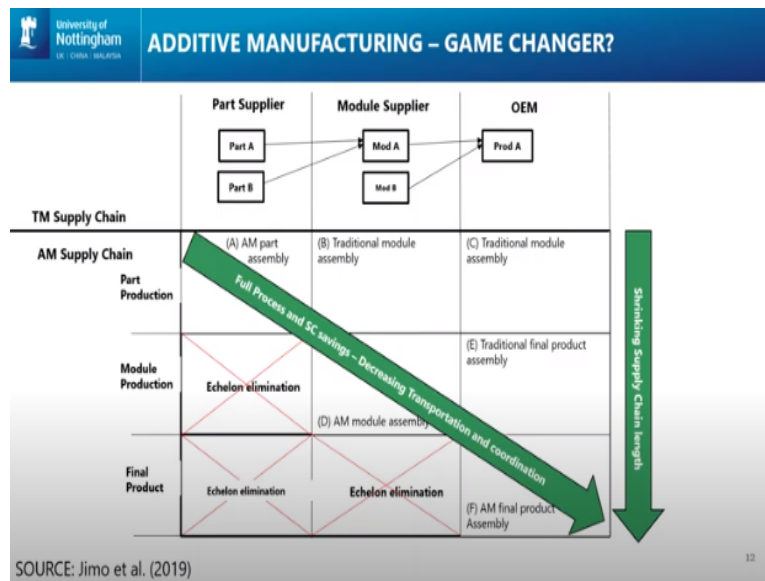 University of
Nottingham
UK | CHINA | MALAYSIA
ADDITIVE MANUFACTURING – GAME CHANGER?
Part Supplier
Module Supplier
OEM
Part A
Mod A
Prod A
Part B
Mod B
TM Supply Chain
AM Supply Chain
(A) AM part
assembly
(B) Traditional module
assembly
(C) Traditional module
assembly
Part
Production
Full Process and SC savings – Decreasing Transportation and coordination
Shrinking Supply Chain length
Module
Production
Echelon elimination
(E) Traditional final product
assembly
(D) AM module assembly
Final
Product
Echelon elimination
Echelon elimination
(F) AM final product
Assembly
SOURCE: Jimo et al. (2019)
12